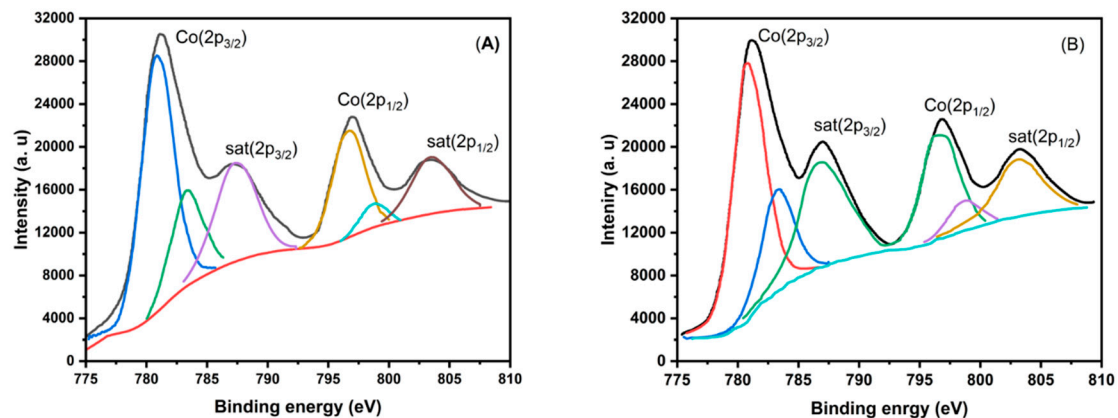 32000
28000
24000
20000
16000
12000
8000
4000
0
Intensity (a. u)
Co(2p3/2)
(A)
Co(2p1/2)
sat(2p3/2)
sat(2p1/2)
775 780 785 790 795 800 805 810
Binding energy (eV)
32000
28000
24000
20000
16000
12000
8000
4000
0
Inteniry (a. u)
Co(2p3/2)
(B)
Co(2p1/2)
sat(2p3/2)
sat(2p1/2)
775 780 785 790 795 800 805 810
Binding energy (eV)